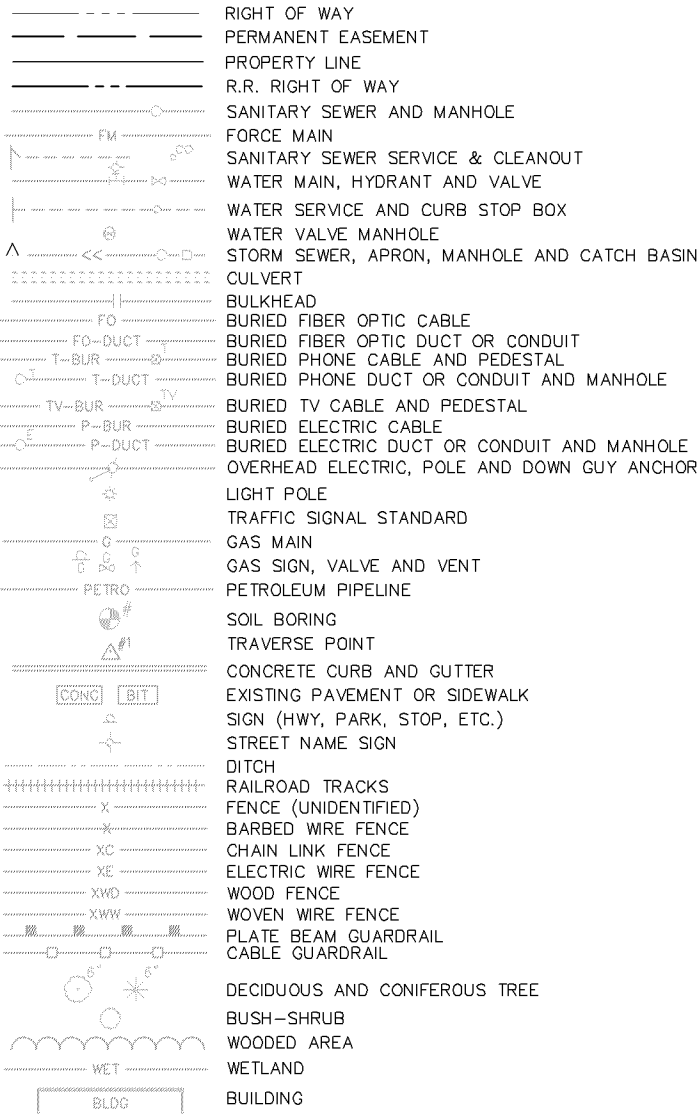 RIGHT OF WAY
PERMANENT EASEMENT
PROPERTY LINE
R.R. RIGHT OF WAY
SANITARY SEWER AND MANHOLE
FM FORCE MAIN
CO SANITARY SEWER SERVICE & CLEANOUT
WATER MAIN, HYDRANT AND VALVE
WATER SERVICE AND CURB STOP BOX
WATER VALVE MANHOLE
<< STORM SEWER, APRON, MANHOLE AND CATCH BASIN
CULVERT
BULKHEAD
FO BURIED FIBER OPTIC CABLE
FO-DUCT BURIED FIBER OPTIC DUCT OR CONDUIT
T-BUR T BURIED PHONE CABLE AND PEDESTAL
T T-DUCT BURIED PHONE DUCT OR CONDUIT AND MANHOLE
TV-BUR TV BURIED TV CABLE AND PEDESTAL
P-BUR BURIED ELECTRIC CABLE
E P-DUCT BURIED ELECTRIC DUCT OR CONDUIT AND MANHOLE
OVERHEAD ELECTRIC, POLE AND DOWN GUY ANCHOR
LIGHT POLE
TRAFFIC SIGNAL STANDARD
G GAS MAIN
G G G GAS SIGN, VALVE AND VENT
PETRO PETROLEUM PIPELINE
# SOIL BORING
#1 TRAVERSE POINT
CONCRETE CURB AND GUTTER
CONC BIT EXISTING PAVEMENT OR SIDEWALK
SIGN (HWY, PARK, STOP, ETC.)
STREET NAME SIGN
DITCH
RAILROAD TRACKS
X FENCE (UNIDENTIFIED)
BARBED WIRE FENCE
XC CHAIN LINK FENCE
XE ELECTRIC WIRE FENCE
XWD WOOD FENCE
XWW WOVEN WIRE FENCE
PLATE BEAM GUARDRAIL
CABLE GUARDRAIL
6" 6" DECIDUOUS AND CONIFEROUS TREE
BUSH-SHRUB
WOODED AREA
WET WETLAND
BLDG BUILDING